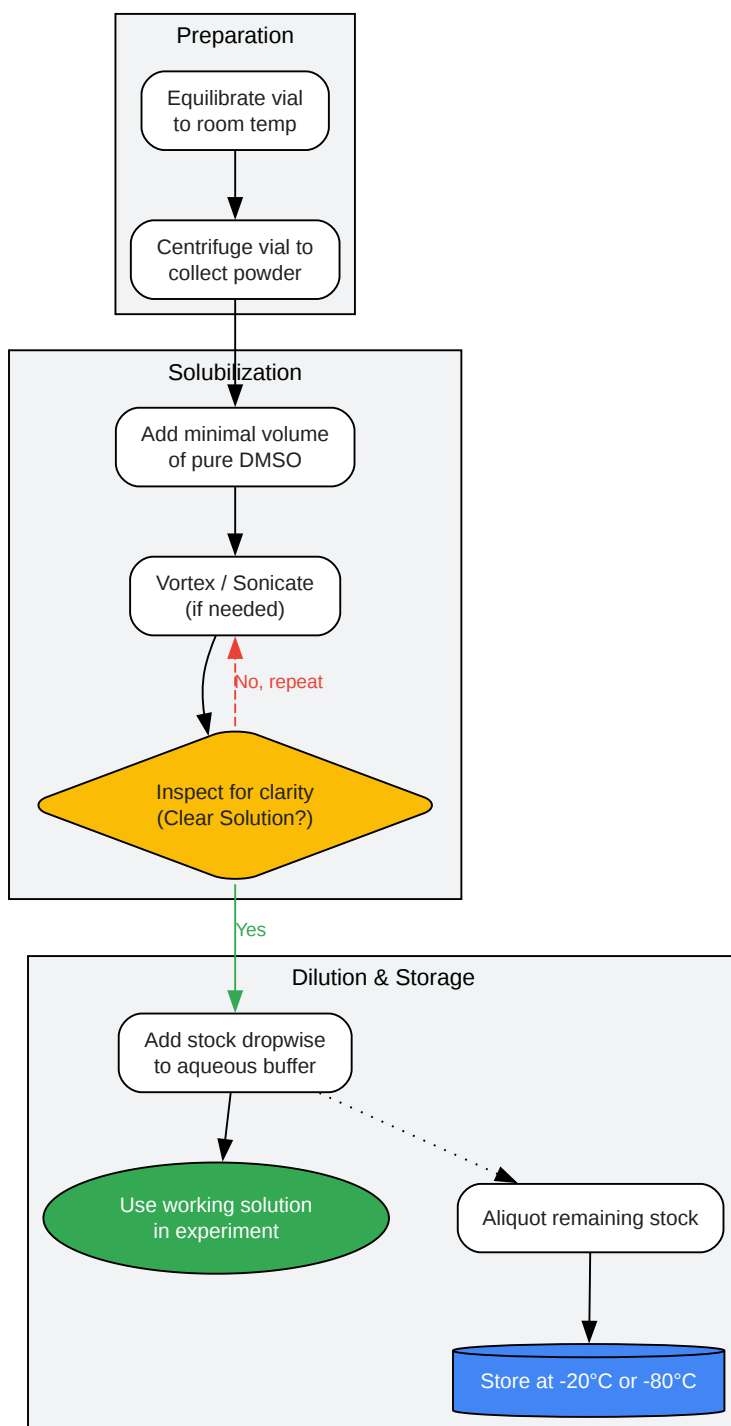 Preparation
Equilibrate vial
to room temp
Centrifuge vial to
collect powder
Solubilization
Add minimal volume
of pure DMSO
Vortex / Sonicate
(if needed)
No, repeat
Inspect for clarity
(Clear Solution?)
Yes
Dilution & Storage
Add stock dropwise
to aqueous buffer
Use working solution
in experiment
Aliquot remaining stock
Store at -20°C or -80°C